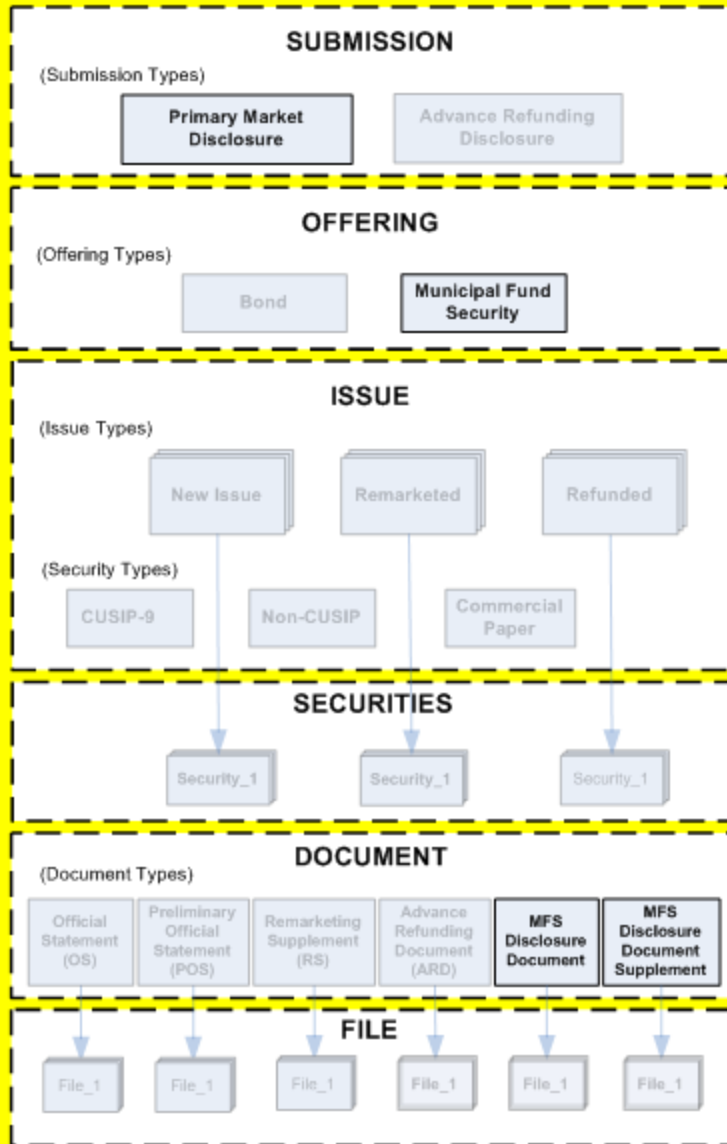 SUBMISSION
(Submission Types)
Primary Market
Disclosure
Advance Refunding
Disclosure
OFFERING
(Offering Types)
Bond
Municipal Fund
Security
ISSUE
(Issue Types)
New Issue
Remarketed
Refunded
(Security Types)
CUSIP-9
Non-CUSIP
Commercial
Paper
SECURITIES
Security_1
Security_1
Security_1
DOCUMENT
(Document Types)
Official
Statement
(OS)
Preliminary
Official
Statement
(POS)
Remarketing
Supplement
(RS)
Advance
Refunding
Document
(ARD)
MFS
Disclosure
Document
MFS
Disclosure
Document
Supplement
FILE
File_1
File_1
File_1
File_1
File_1
File_1